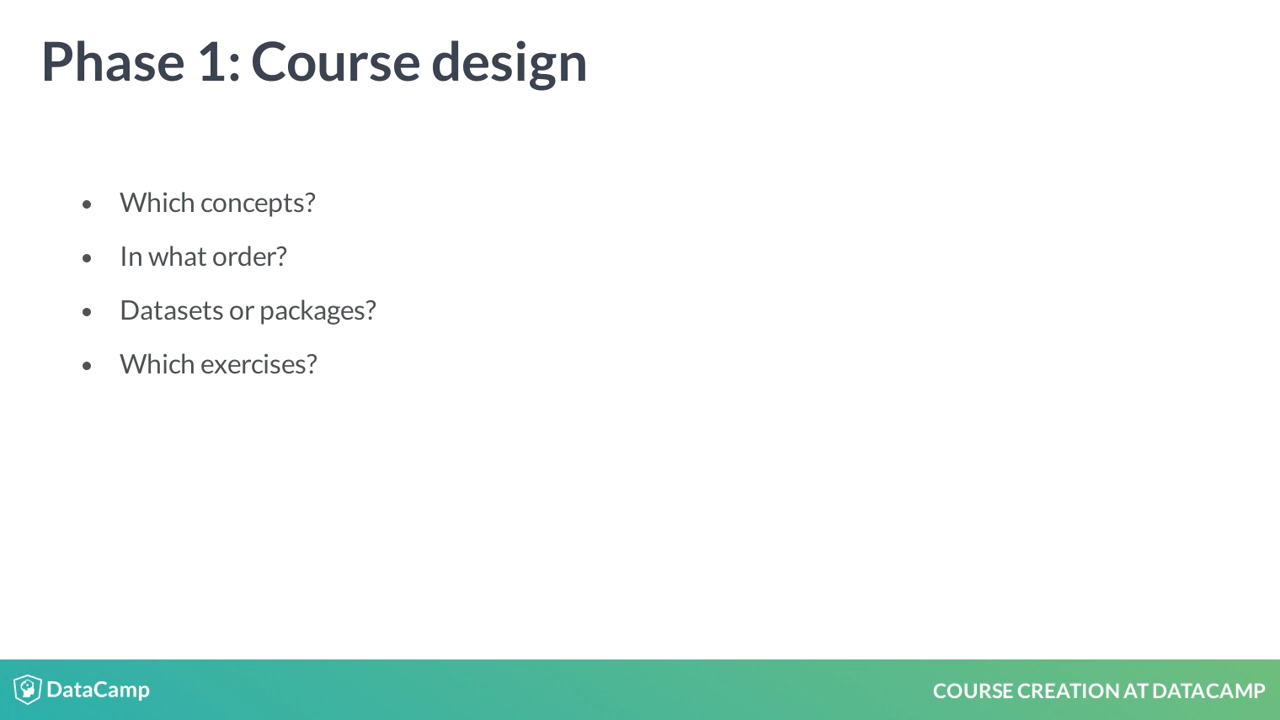 Phase 1: Course design
• Which concepts?
• In what order?
• Datasets or packages?
• Which exercises?
DataCamp
COURSE CREATION AT DATACAMP